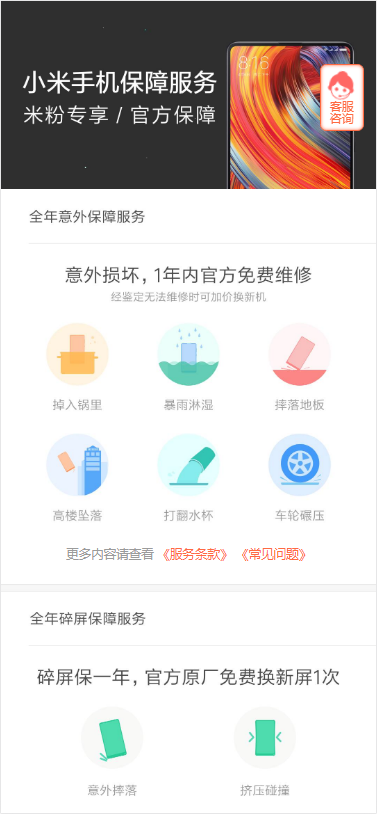 小米手机保障服务
米粉专享 / 官方保障
8:16
客服
咨询
全年意外保障服务
意外损坏，1年内官方免费维修
经鉴定无法维修时可加价换新机
掉入锅里
暴雨淋湿
摔落地板
高楼坠落
打翻水杯
车轮碾压
更多内容请查看《服务条款》《常见问题》
全年碎屏保障服务
碎屏保一年，官方原厂免费换新屏1次
意外摔落
挤压碰撞